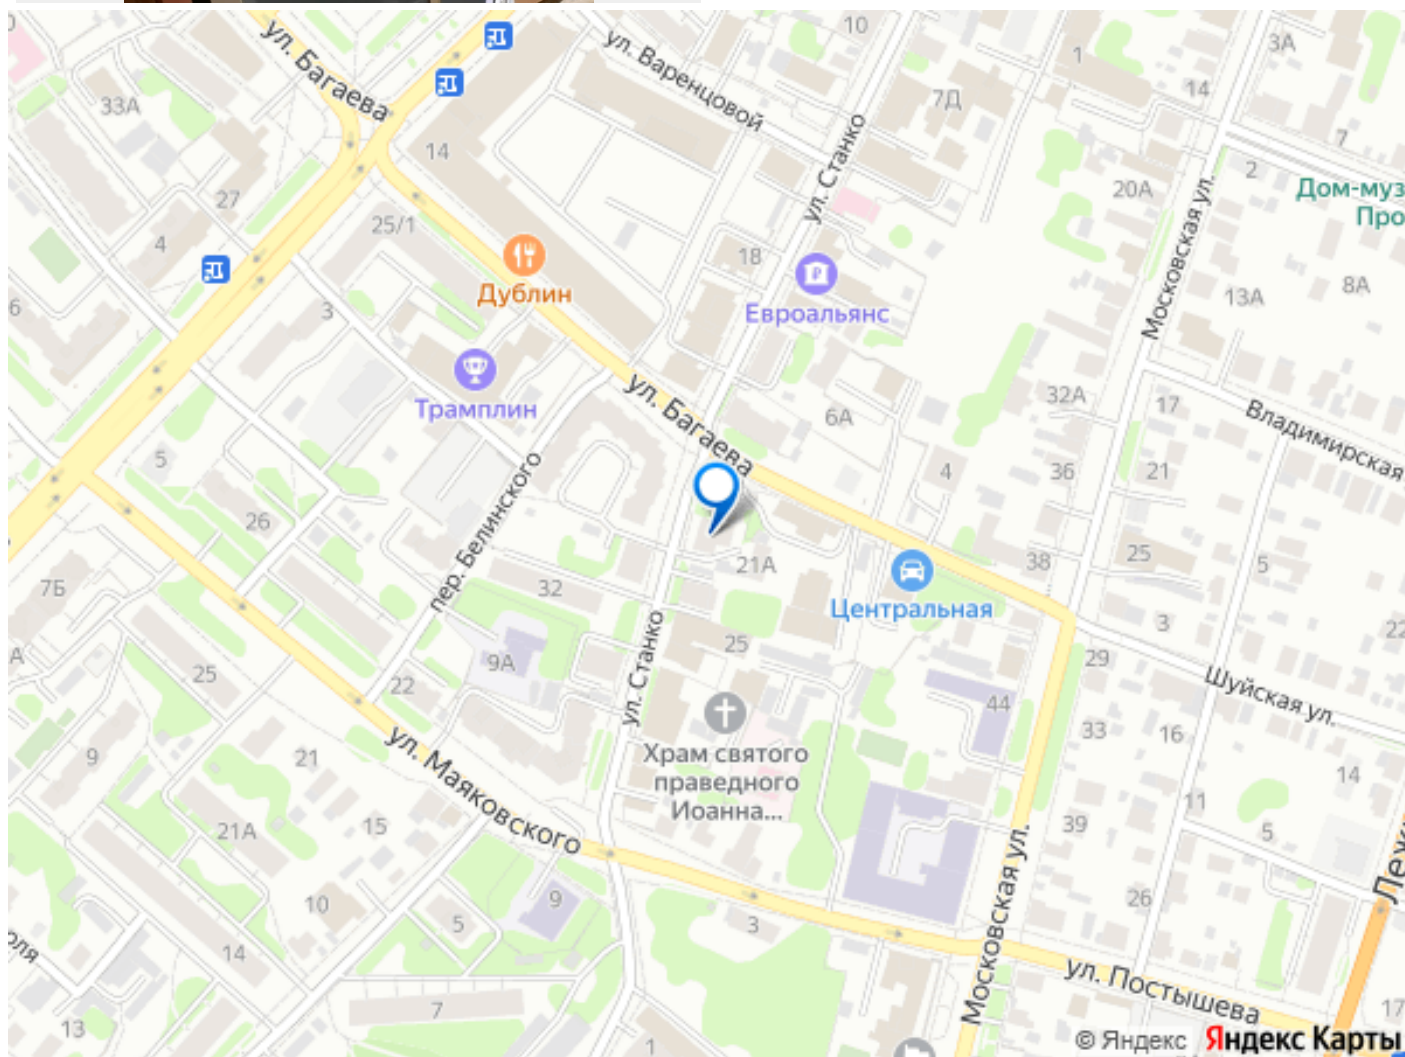 ул. Багаева
ул. Варенцовой
10
1
3А
33А
14
7Д
14
7
ул. Станко
2
Дом-муз
Про
27
25/1
20А
4
18
Московская ул.
Дублин
Евроальянс
13А
8А
6
3
Трамплин
ул. Багаева
6А
32А
17
Владимирская
5
4
36
21
26
пер. Белинского
7Б
32
21А
38
25
5
Центральная
3
22
А
25
9А
ул. Станко
25
29
Шуйская ул.
22
44
33
16
9
21
ул. Маяковского
Храм святого
праведного
Иоанна...
14
21А
15
11
5
39
Московская ул.
Леж
10
9
26
5
3
оля
14
ул. Постышева
7
13
1
17
© Яндекс Яндекс Карты